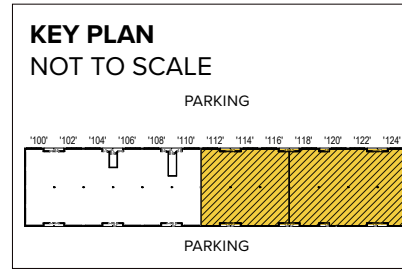 KEY PLAN
NOT TO SCALE
PARKING
'100' '102' '104' '106' '108' '110' '112' '114' '116' '118' '120' '122' '124'
PARKING